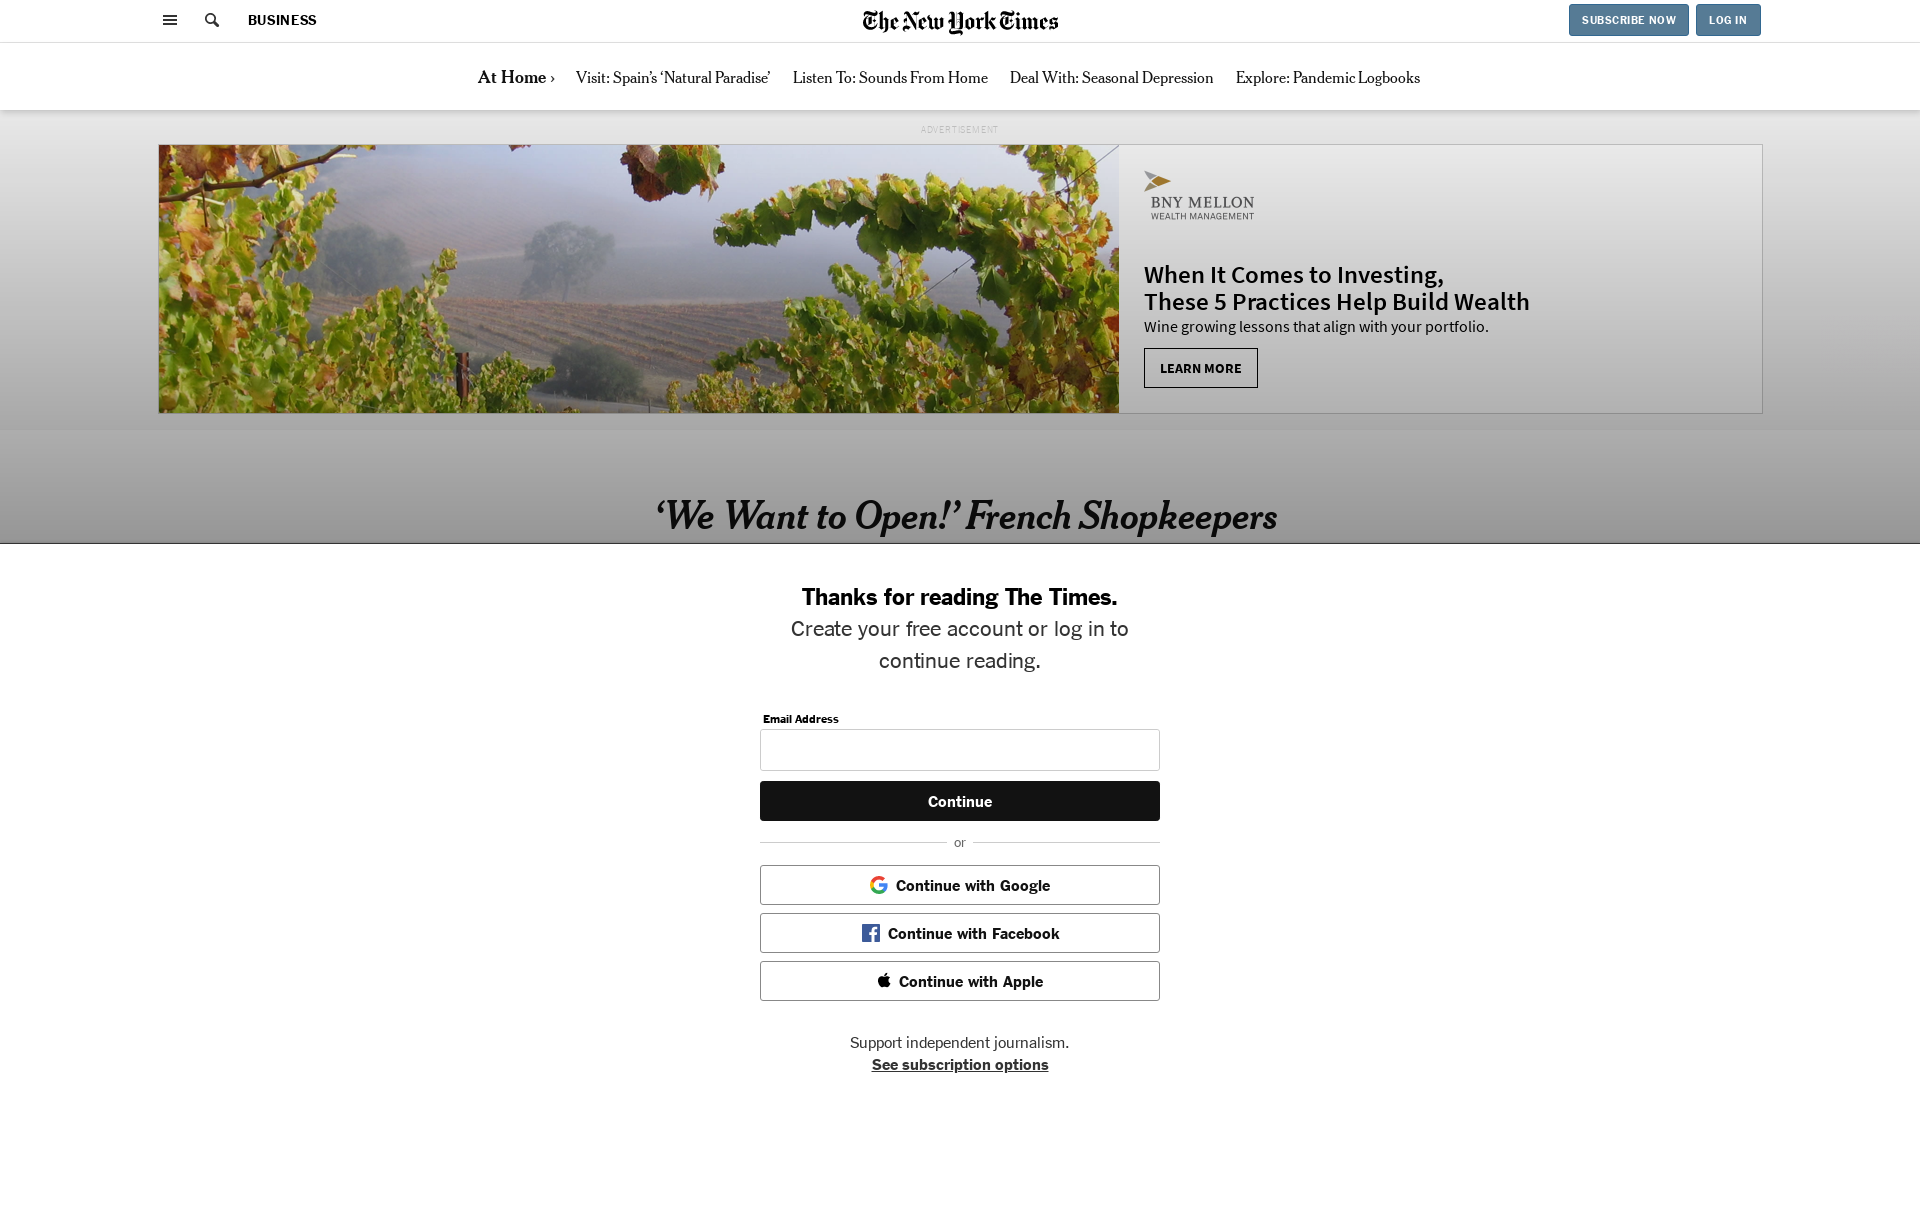 BUSINESS
The New York Times
SUBSCRIBE NOW
LOG IN
At Home ›
Visit: Spain’s ‘Natural Paradise’
Listen To: Sounds From Home
Deal With: Seasonal Depression
Explore: Pandemic Logbooks
ADVERTISEMENT
BNY MELLON
WEALTH MANAGEMENT
When It Comes to Investing,
These 5 Practices Help Build Wealth
Wine growing lessons that align with your portfolio.
LEARN MORE
‘We Want to Open!’ French Shopkeepers
Thanks for reading The Times.
Create your free account or log in to
continue reading.
Email Address
Continue
or
Continue with Google
Continue with Facebook
Continue with Apple
Support independent journalism.
See subscription options